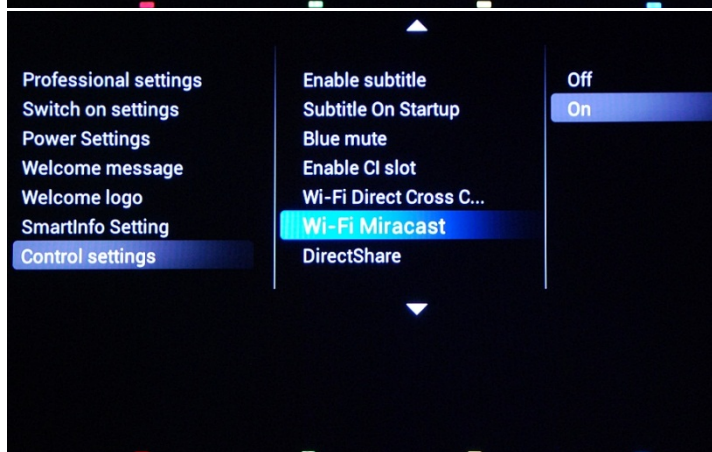 Professional settings
Switch on settings
Power Settings
Welcome message
Welcome logo
SmartInfo Setting
Control settings
Enable subtitle
Subtitle On Startup
Blue mute
Enable CI slot
Wi-Fi Direct Cross C...
Wi-Fi Miracast
DirectShare
Off
On